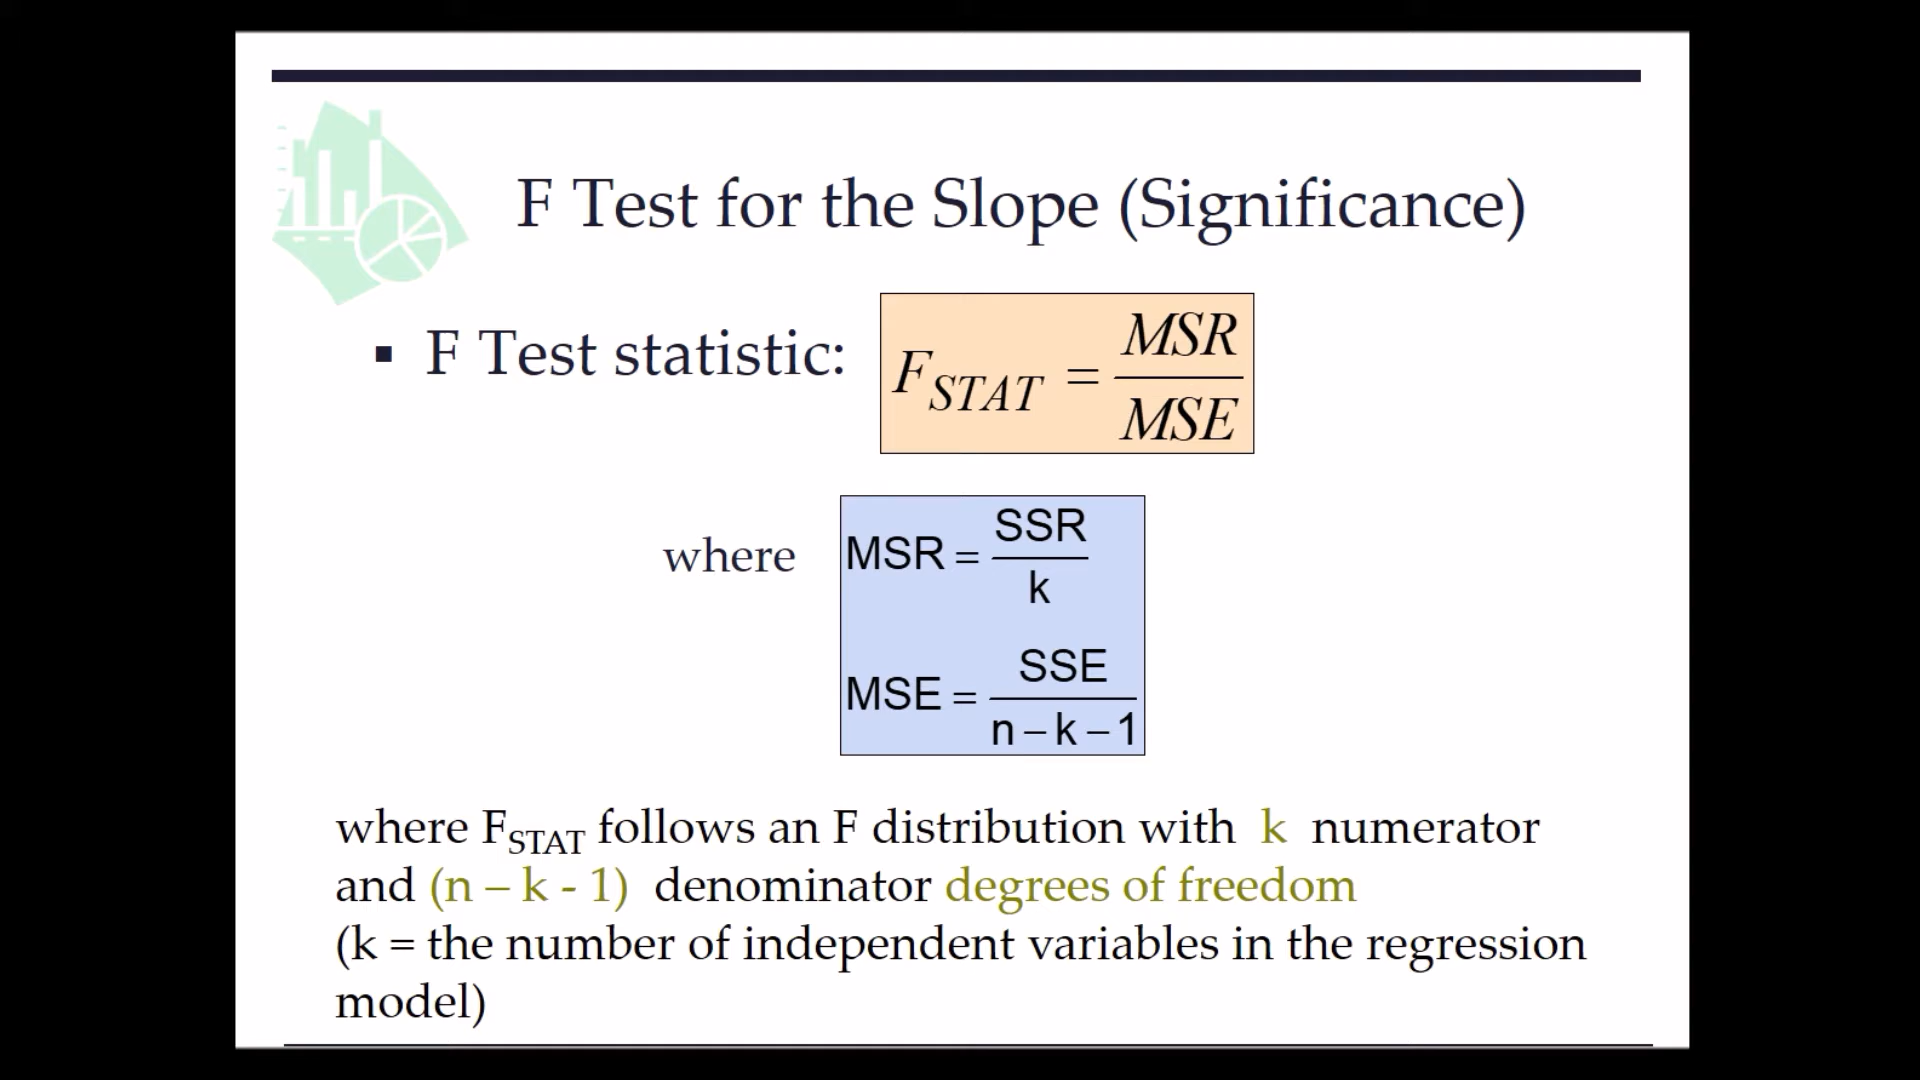 F Test for the Slope (Significance)
▪ F Test statistic:
F_STAT = MSR / MSE
where
MSR = SSR / k
MSE = SSE / n – k – 1
where F_STAT follows an F distribution with k numerator
and (n – k - 1) denominator degrees of freedom
(k = the number of independent variables in the regression
model)